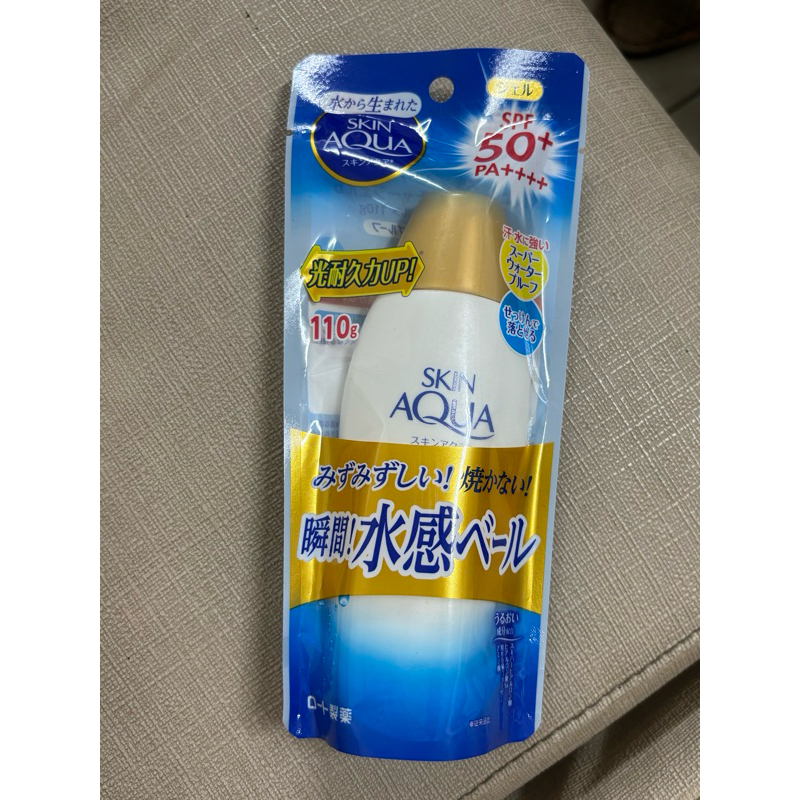 水から生まれた
SKIN
AQUA
スキンアクア
ジェル
SPF
50+
PA++++
汗・水に強い
スーパー
ウォーター
プルーフ
せっけんで
落とせる
光耐久力UP!
110g
SKIN
AQUA
スキンアク
みずみずしい!焼かない!
瞬間!水感ベール
うるおい
成分配合
ロート製薬